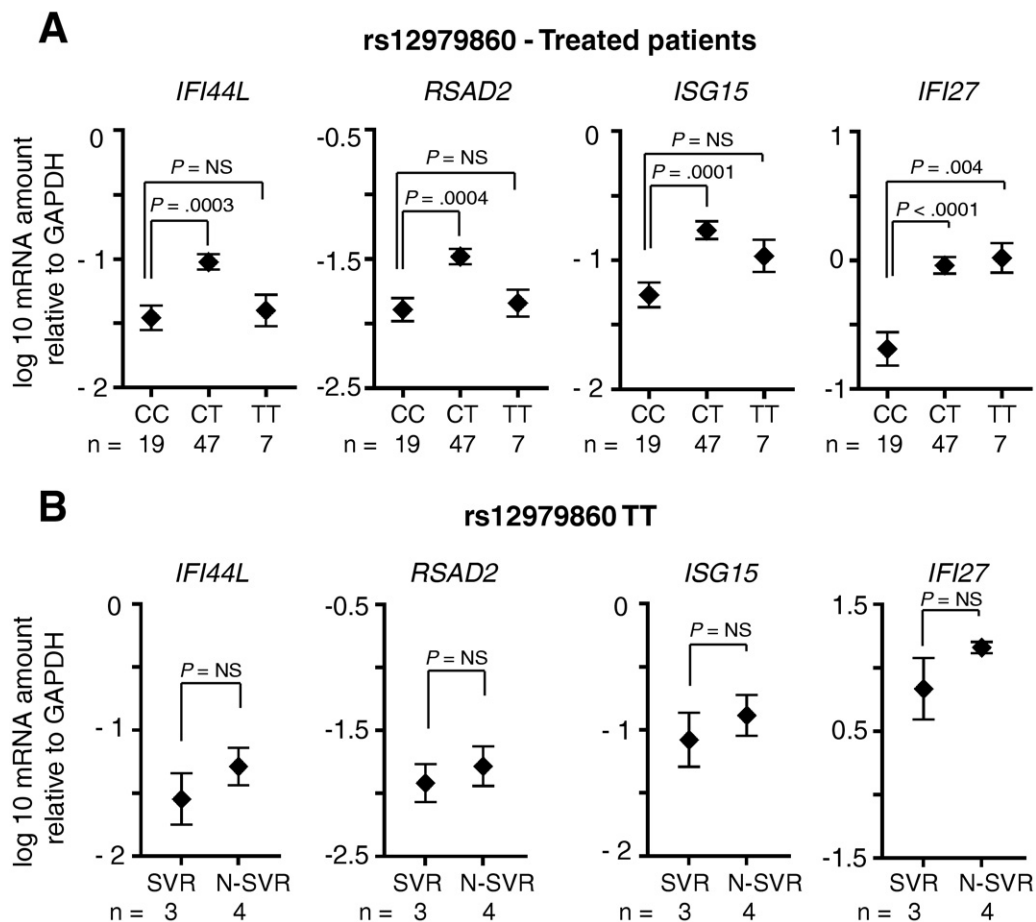 A
rs12979860 - Treated patients
IFI44L
RSAD2
ISG15
IFI27
log 10 mRNA amount
relative to GAPDH
0
- 1
- 2
P = NS
P = .0003
CC CT TT
n = 19 47 7
-0.5
-1.5
-2.5
P = NS
P = .0004
CC CT TT
n = 19 47 7
0
- 1
- 2
P = NS
P = .0001
CC CT TT
n = 19 47 7
1
0
-1
P = .004
P < .0001
CC CT TT
n = 19 47 7
B
rs12979860 TT
IFI44L
RSAD2
ISG15
IFI27
log 10 mRNA amount
relative to GAPDH
0
- 1
- 2
P = NS
SVR N-SVR
n = 3 4
-0.5
-1.5
-2.5
P = NS
SVR N-SVR
n = 3 4
0
- 1
- 2
P = NS
SVR N-SVR
n = 3 4
1.5
0.5
-1.5
P = NS
SVR N-SVR
n = 3 4